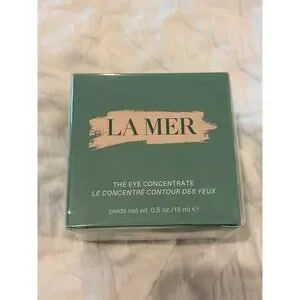 LA MER
THE EYE CONCENTRATE
LE CONCENTRÉ CONTOUR DES YEUX
poids net wt. 0.5 oz./15 ml ℮